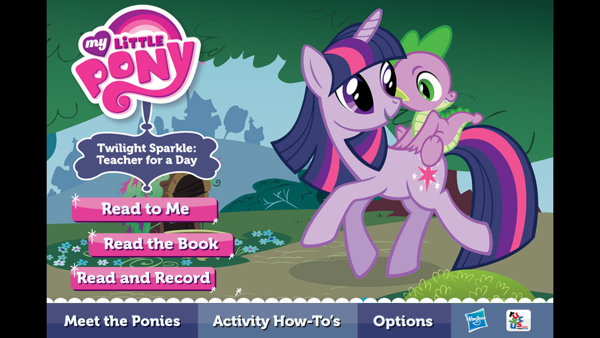 my
LiTTLE
PONY
Twilight Sparkle:
Teacher for a Day
Read to Me
Read the Book
Read and Record
Meet the Ponies
Activity How-To's
Options
Hasbro